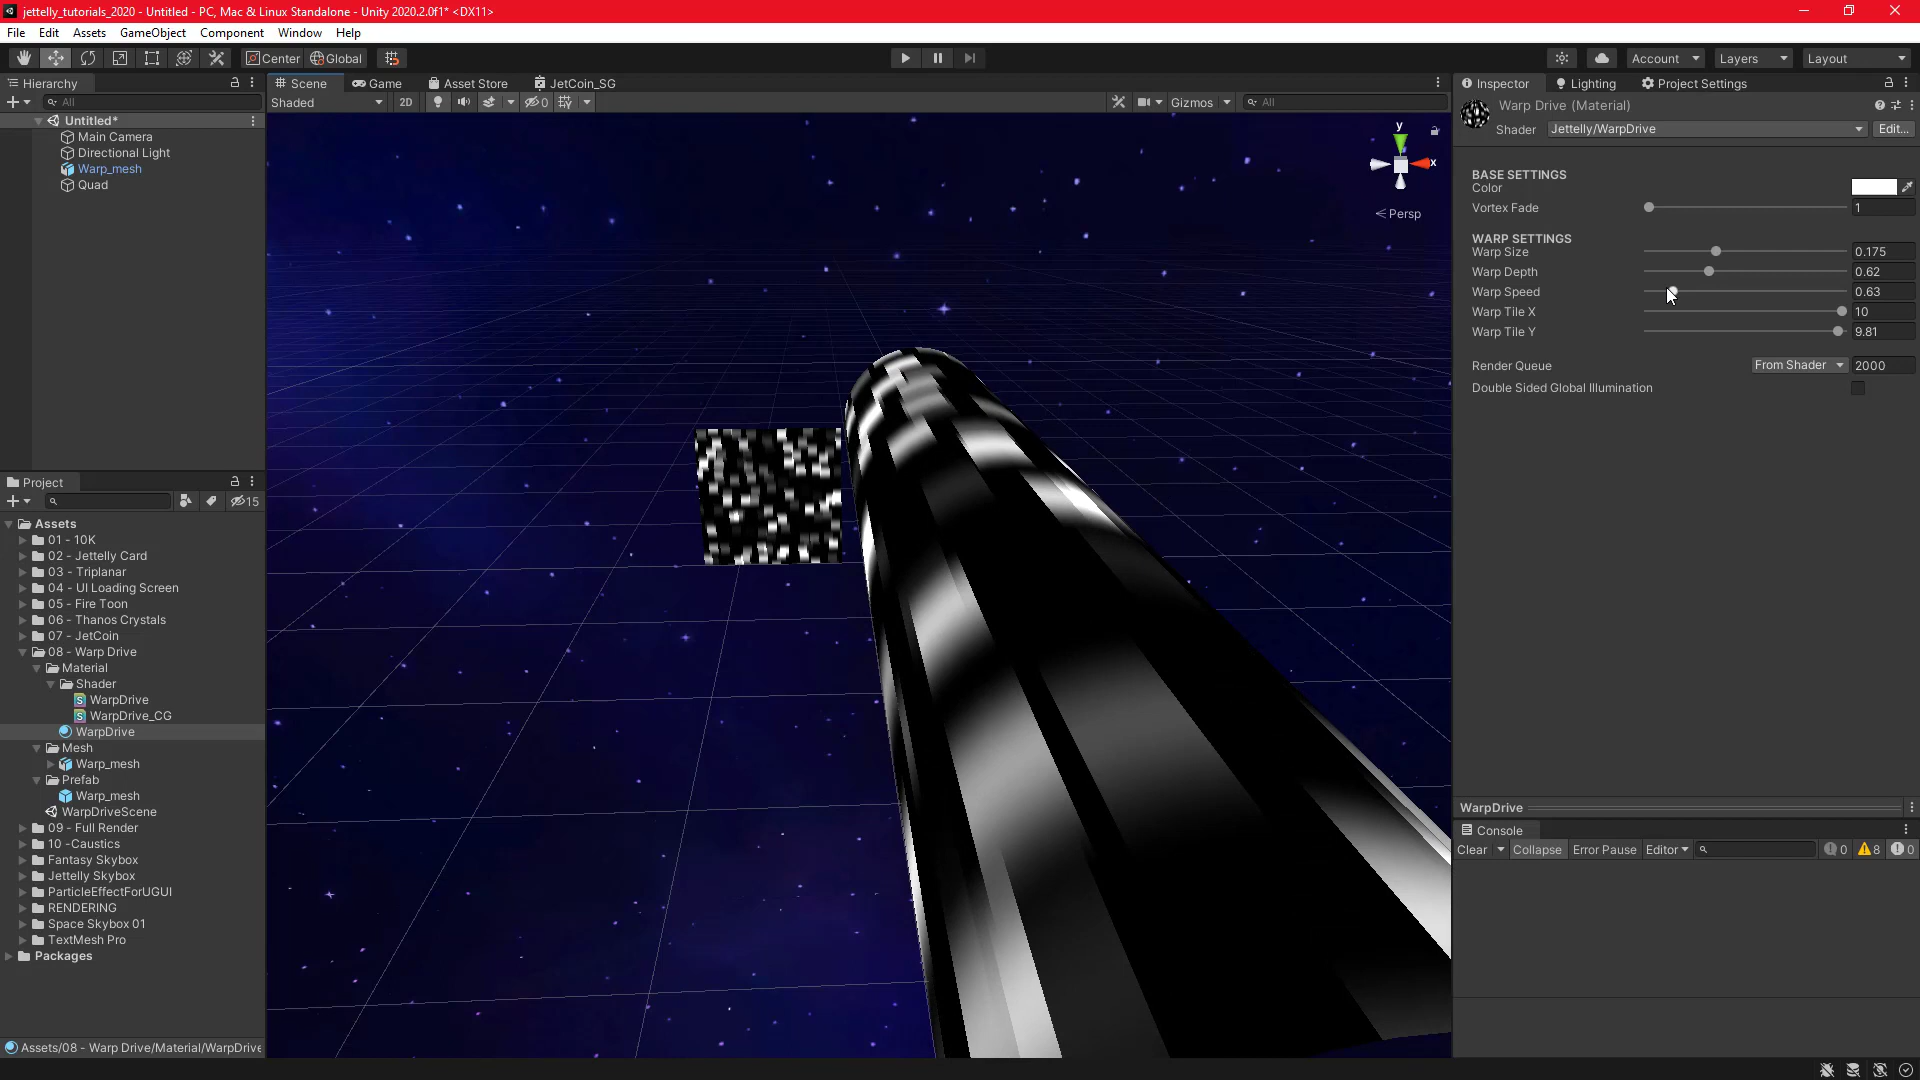 jettelly_tutorials_2020 - Untitled - PC, Mac & Linux Standalone - Unity 2020.2.0f1* <DX11>
File Edit Assets GameObject Component Window Help
Center Global Account Layers Layout
Hierarchy
All
Untitled*
Main Camera
Directional Light
Warp_mesh
Quad
Scene Game Asset Store JetCoin_SG
Shaded 2D 0 Gizmos All
y
x
Persp
Inspector Lighting Project Settings
Warp Drive (Material)
Shader Jettelly/WarpDrive Edit...
BASE SETTINGS
Color
Vortex Fade 1
WARP SETTINGS
Warp Size 0.175
Warp Depth 0.62
Warp Speed 0.63
Warp Tile X 10
Warp Tile Y 9.81
Render Queue From Shader 2000
Double Sided Global Illumination
Project
15
Assets
01 - 10K
02 - Jettelly Card
03 - Triplanar
04 - UI Loading Screen
05 - Fire Toon
06 - Thanos Crystals
07 - JetCoin
08 - Warp Drive
Material
Shader
WarpDrive
WarpDrive_CG
WarpDrive
Mesh
Warp_mesh
Prefab
Warp_mesh
WarpDriveScene
09 - Full Render
10 -Caustics
Fantasy Skybox
Jettelly Skybox
ParticleEffectForUGUI
RENDERING
Space Skybox 01
TextMesh Pro
Packages
Assets/08 - Warp Drive/Material/WarpDrive
WarpDrive
Console
Clear Collapse Error Pause Editor 0 8 0